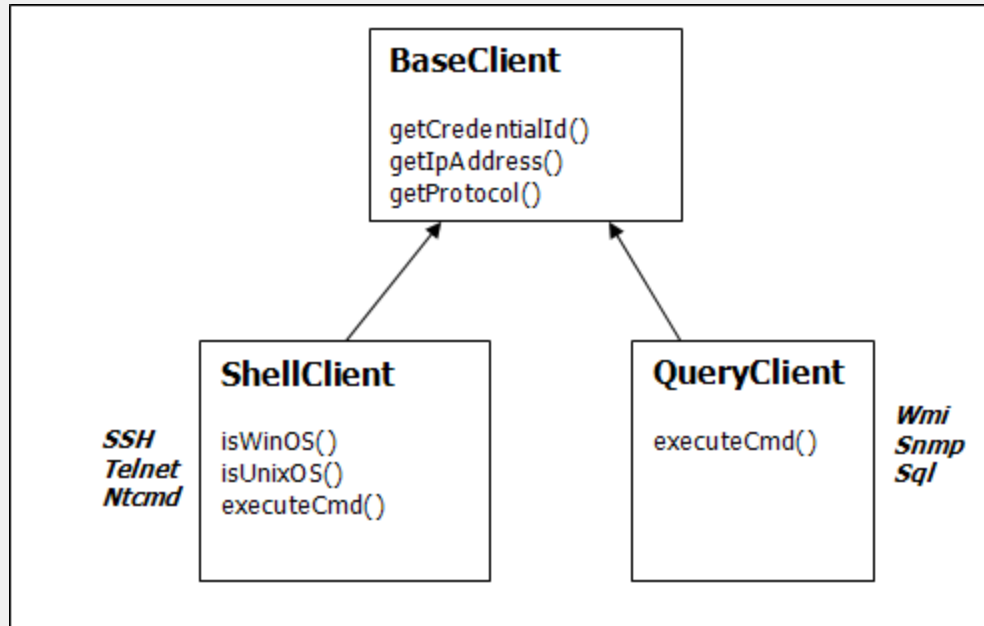 BaseClient
getCredentialId()
getIpAddress()
getProtocol()
ShellClient
isWinOS()
isUnixOS()
executeCmd()
SSH
Telnet
Ntcmd
QueryClient
executeCmd()
Wmi
Snmp
Sql